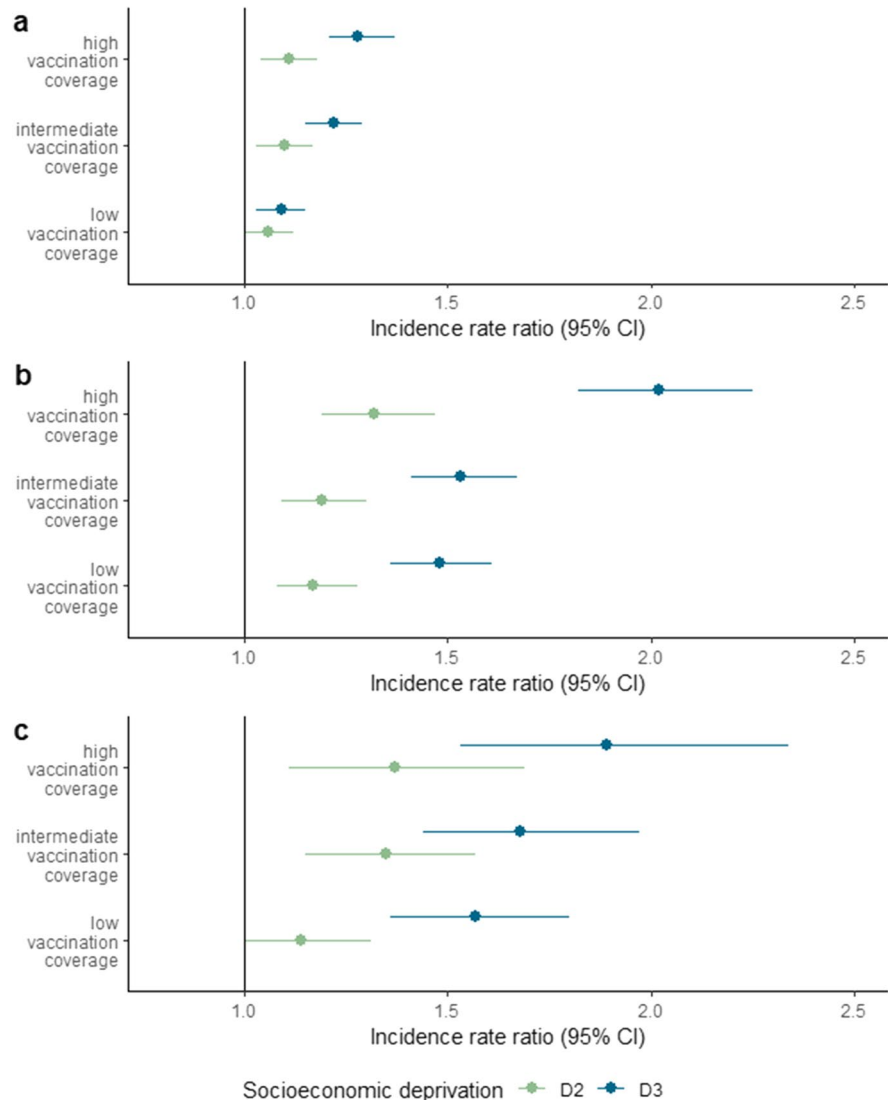 a
high
vaccination
coverage
intermediate
vaccination
coverage
low
vaccination
coverage
1.0 1.5 2.0 2.5
Incidence rate ratio (95% CI)
b
high
vaccination
coverage
intermediate
vaccination
coverage
low
vaccination
coverage
1.0 1.5 2.0 2.5
Incidence rate ratio (95% CI)
c
high
vaccination
coverage
intermediate
vaccination
coverage
low
vaccination
coverage
1.0 1.5 2.0 2.5
Incidence rate ratio (95% CI)
Socioeconomic deprivation D2 D3